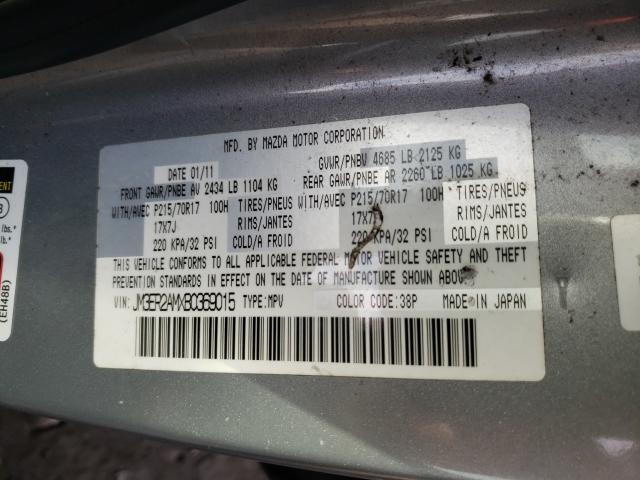 MFD. BY MAZDA MOTOR CORPORATION
DATE 01/11
GVWR/PNBV 4685 LB 2125 KG
FRONT GAWR/PNBE AV 2434 LB 1104 KG
REAR GAWR/PNBE AR 2260 LB 1025 KG
WITH/AVEC P215/70R17 100H TIRES/PNEUS
WITH/AVEC P215/70R17 100H TIRES/PNEUS
17X7J RIMS/JANTES
17X7J RIMS/JANTES
220 KPA/32 PSI COLD/A FROID
220 KPA/32 PSI COLD/A FROID
THIS VEHICLE CONFORMS TO ALL APPLICABLE FEDERAL MOTOR VEHICLE SAFETY AND THEFT
PREVENTION STANDARDS IN EFFECT ON THE DATE OF MANUFACTURE SHOWN ABOVE.
VIN: JM3ER2AMXB0369015 TYPE:MPV COLOR CODE:38P MADE IN JAPAN
lbs.*
lbs.*
(EH48B)